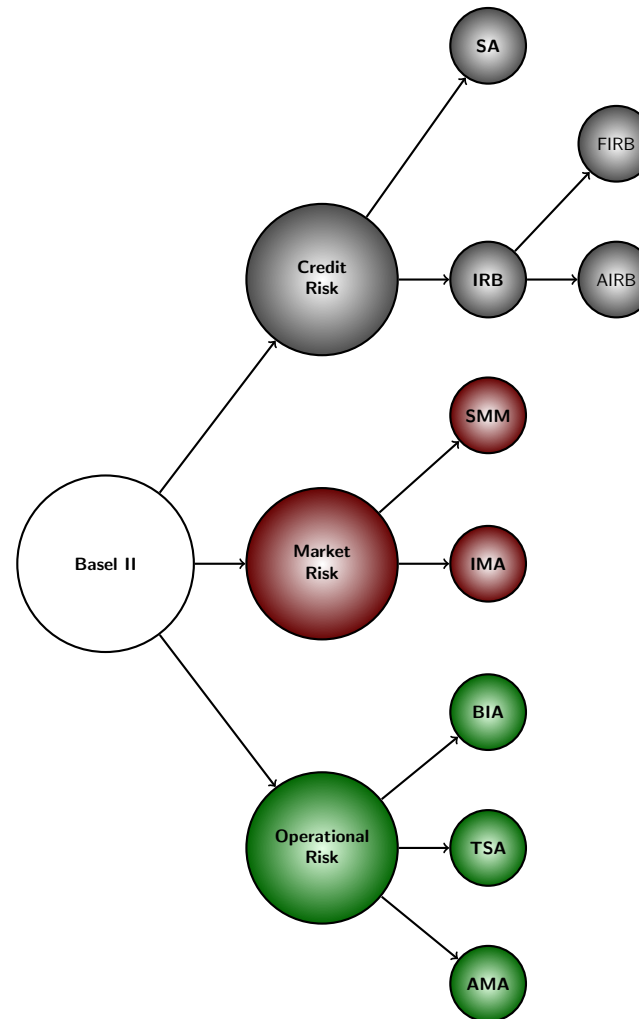 SA
FIRB
Credit
Risk
IRB
AIRB
SMM
Basel II
Market
Risk
IMA
BIA
Operational
Risk
TSA
AMA